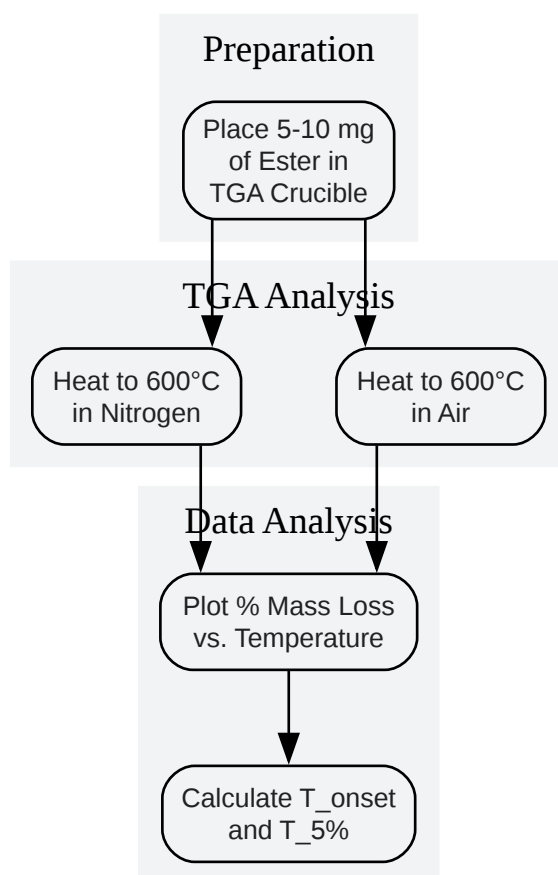 Preparation
Place 5-10 mg
of Ester in
TGA Crucible
TGA Analysis
Heat to 600°C
in Nitrogen
Heat to 600°C
in Air
Data Analysis
Plot % Mass Loss
vs. Temperature
Calculate T_onset
and T_5%